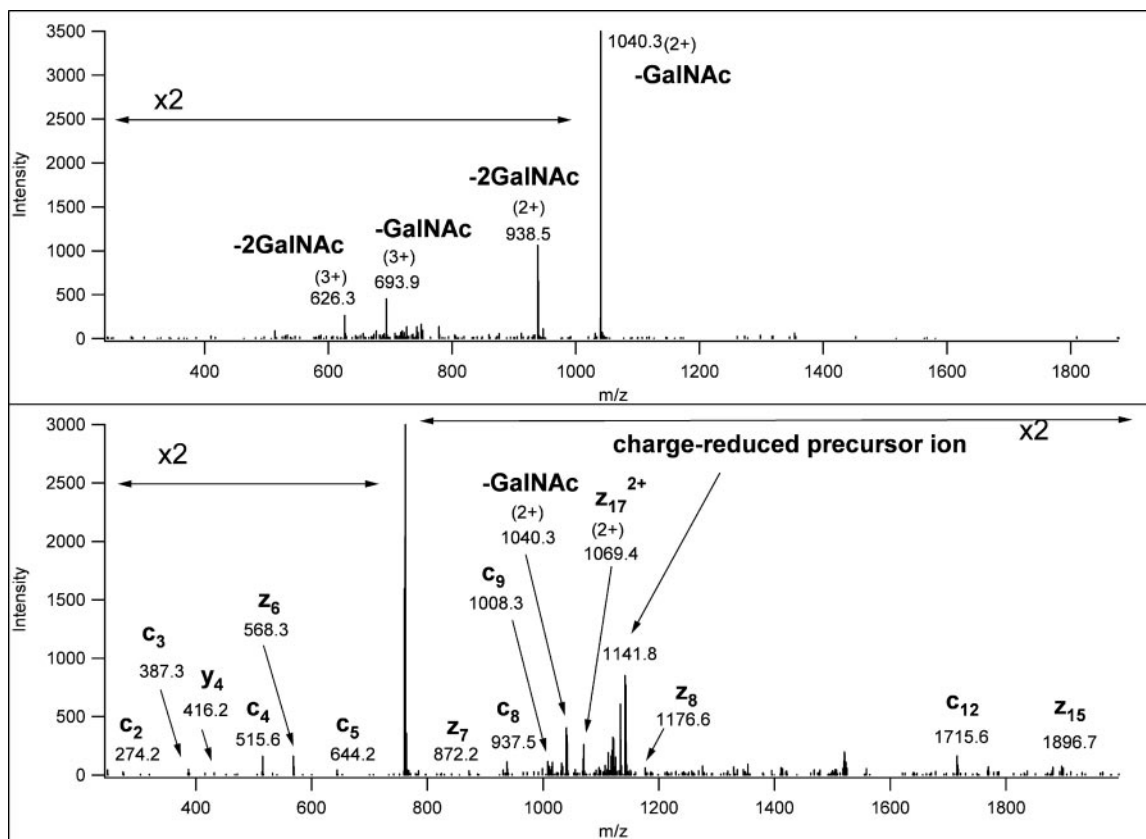 3500
3000
2500
2000
1500
1000
500
0
Intensity
x2
1040.3(2+)
-GalNAc
-2GalNAc
(2+)
938.5
-GalNAc
(3+)
693.9
-2GalNAc
(3+)
626.3
400 600 800 1000 1200 1400 1600 1800
m/z
3000
2500
2000
1500
1000
500
0
Intensity
x2
x2
charge-reduced precursor ion
-GalNAc
(2+)
1040.3
z17 2+
(2+)
1069.4
c9
1008.3
z6
568.3
c3
387.3
y4
416.2
c4
515.6
c2
274.2
c5
644.2
z7
872.2
c8
937.5
1141.8
z8
1176.6
c12
1715.6
z15
1896.7
400 600 800 1000 1200 1400 1600 1800
m/z